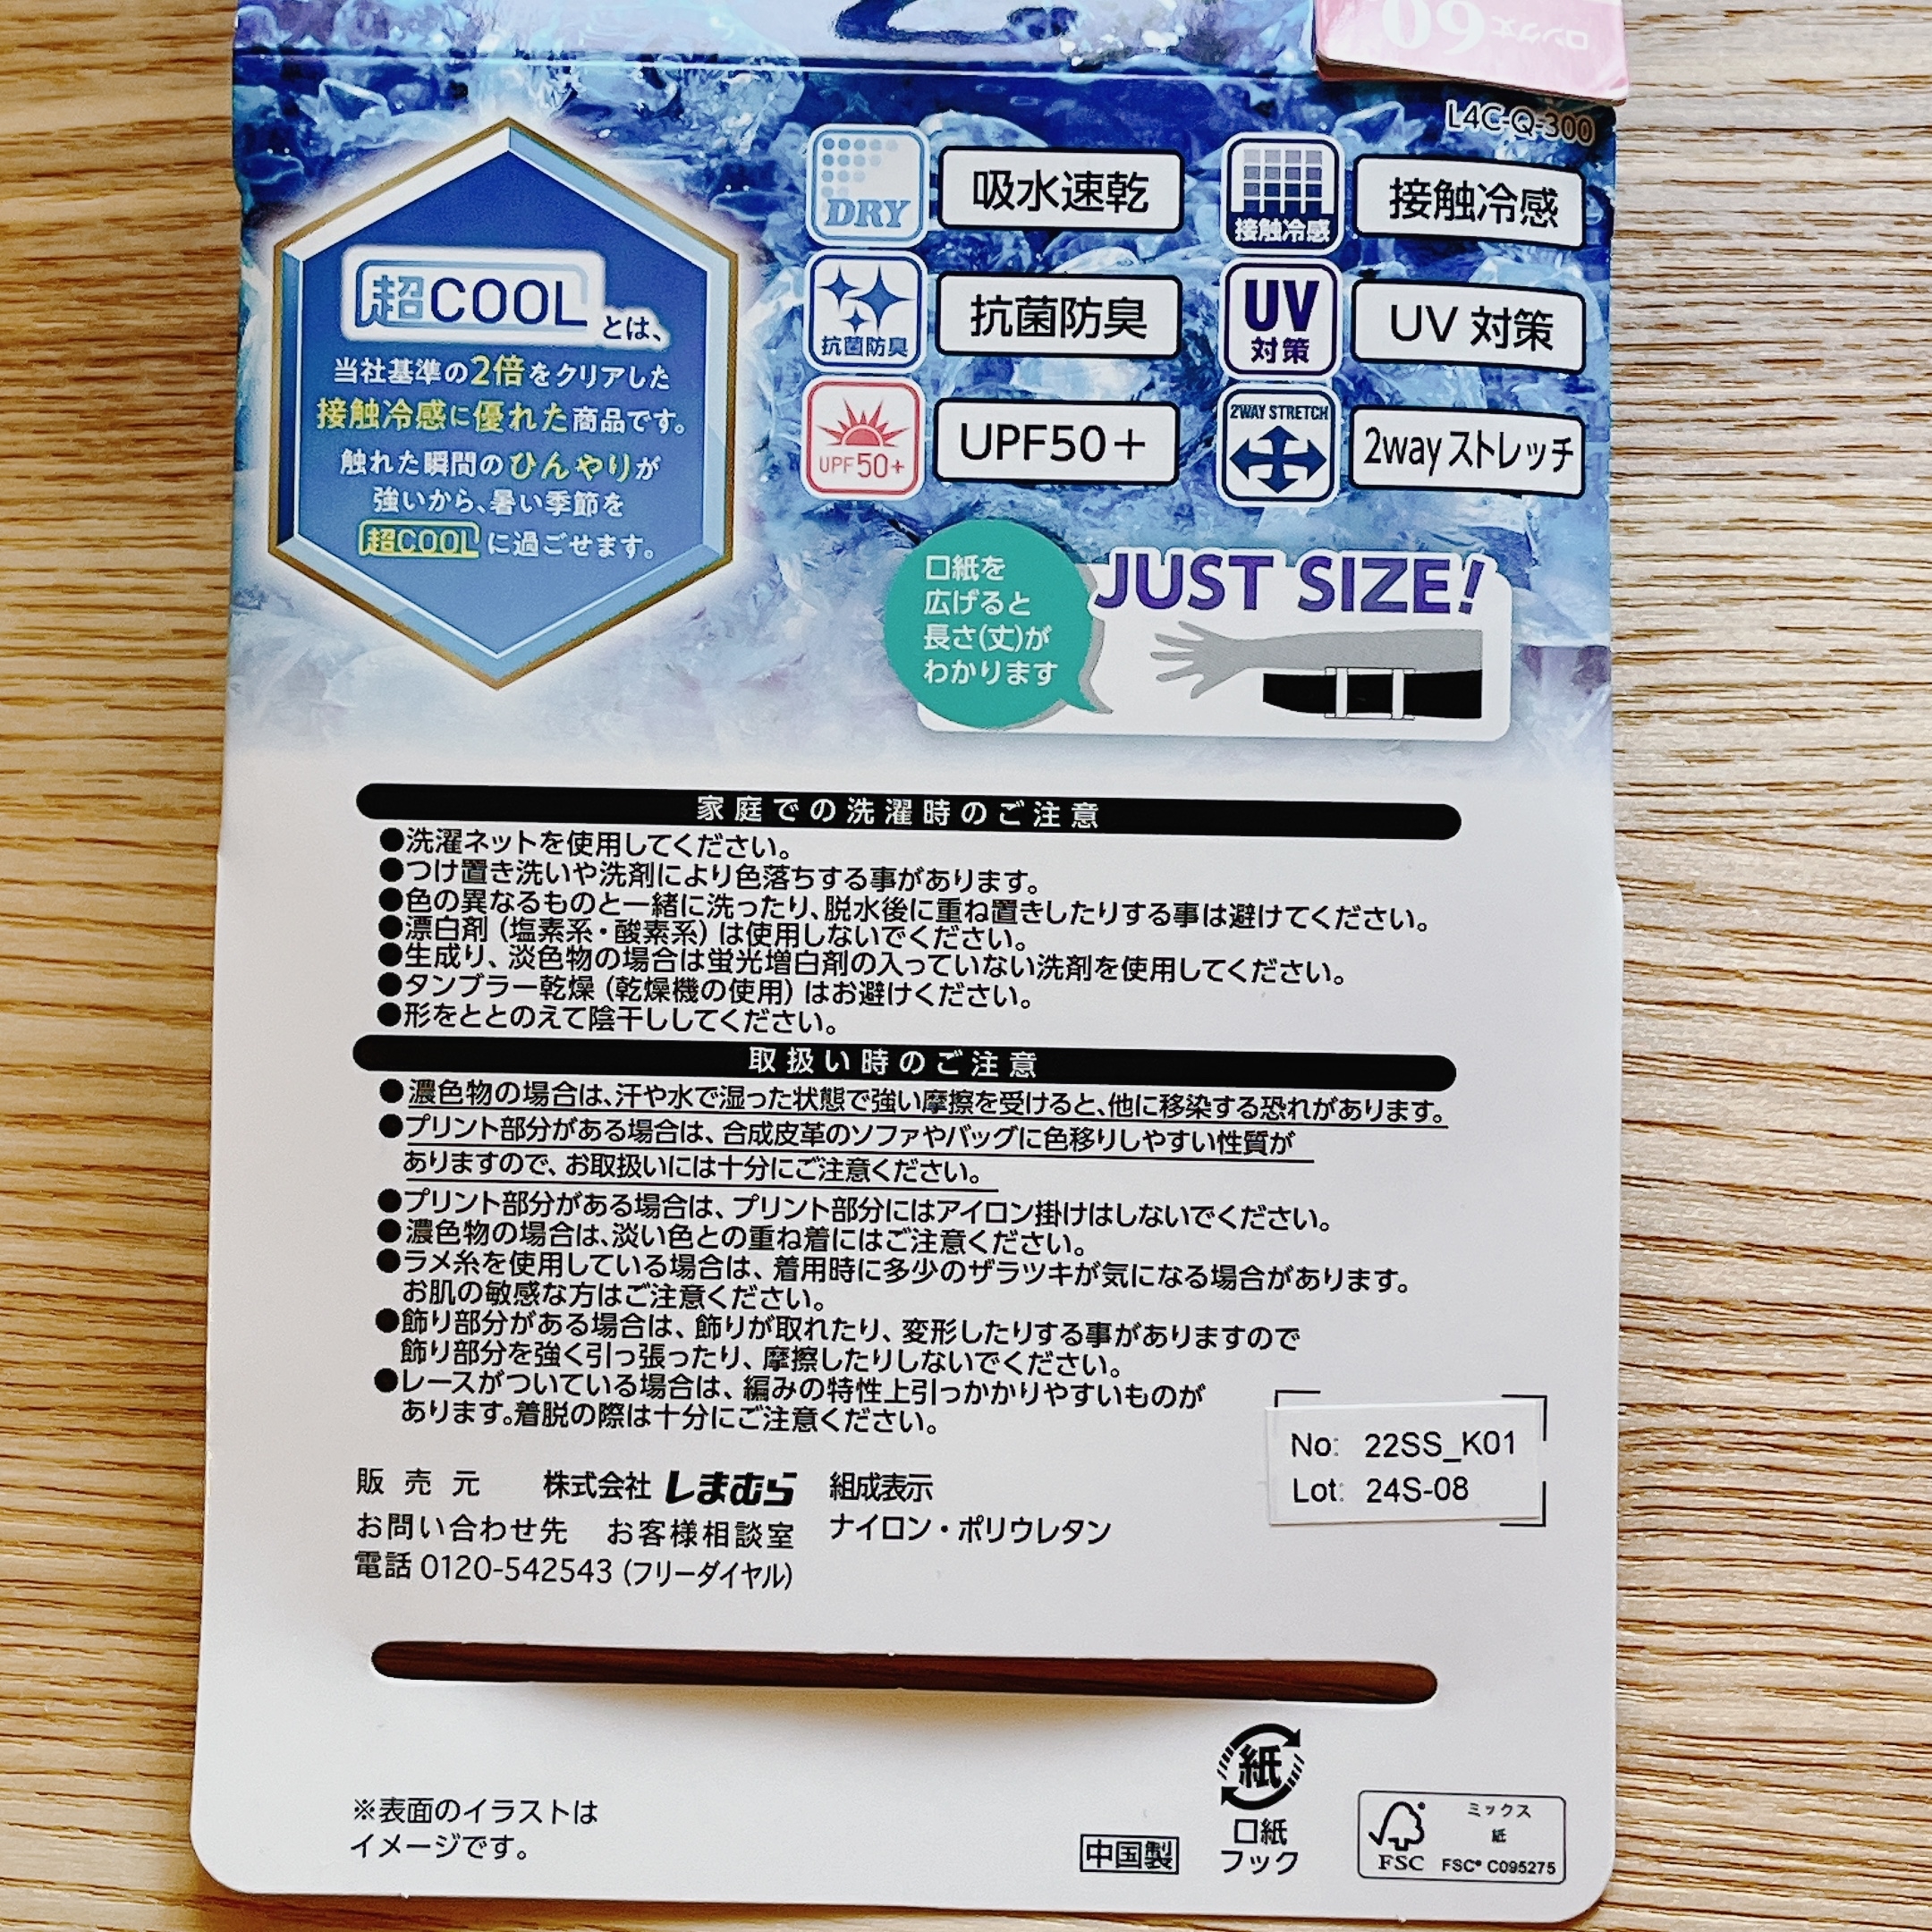 ロング丈 60
L4C-Q-300
超COOLとは、
当社基準の2倍をクリアした
接触冷感に優れた商品です。
触れた瞬間のひんやりが
強いから、暑い季節を
超COOLに過ごせます。
DRY 吸水速乾
接触冷感 接触冷感
抗菌防臭 抗菌防臭
UV対策 UV 対策
UPF50+ UPF50+
2WAY STRETCH 2wayストレッチ
口紙を
広げると
長さ(丈)が
わかります
JUST SIZE!
家庭での洗濯時のご注意
●洗濯ネットを使用してください。
●つけ置き洗いや洗剤により色落ちする事があります。
●色の異なるものと一緒に洗ったり、脱水後に重ね置きしたりする事は避けてください。
●漂白剤(塩素系・酸素系)は使用しないでください。
●生成り、淡色物の場合は蛍光増白剤の入っていない洗剤を使用してください。
●タンブラー乾燥(乾燥機の使用)はお避けください。
●形をととのえて陰干ししてください。
取扱い時のご注意
●濃色物の場合は、汗や水で湿った状態で強い摩擦を受けると、他に移染する恐れがあります。
●プリント部分がある場合は、合成皮革のソファやバッグに色移りしやすい性質が
ありますので、お取扱いには十分にご注意ください。
●プリント部分がある場合は、プリント部分にはアイロン掛けはしないでください。
●濃色物の場合は、淡い色との重ね着にはご注意ください。
●ラメ糸を使用している場合は、着用時に多少のザラツキが気になる場合があります。
お肌の敏感な方はご注意ください。
●飾り部分がある場合は、飾りが取れたり、変形したりする事がありますので
飾り部分を強く引っ張ったり、摩擦したりしないでください。
●レースがついている場合は、編みの特性上引っかかりやすいものが
あります。着脱の際は十分にご注意ください。
No: 22SS_K01
Lot: 24S-08
販売元 株式会社しまむら
お問い合わせ先 お客様相談室
電話 0120-542543 (フリーダイヤル)
組成表示
ナイロン・ポリウレタン
※表面のイラストは
イメージです。
中国製
紙
口紙
フック
FSC
ミックス
紙
FSC® C095275